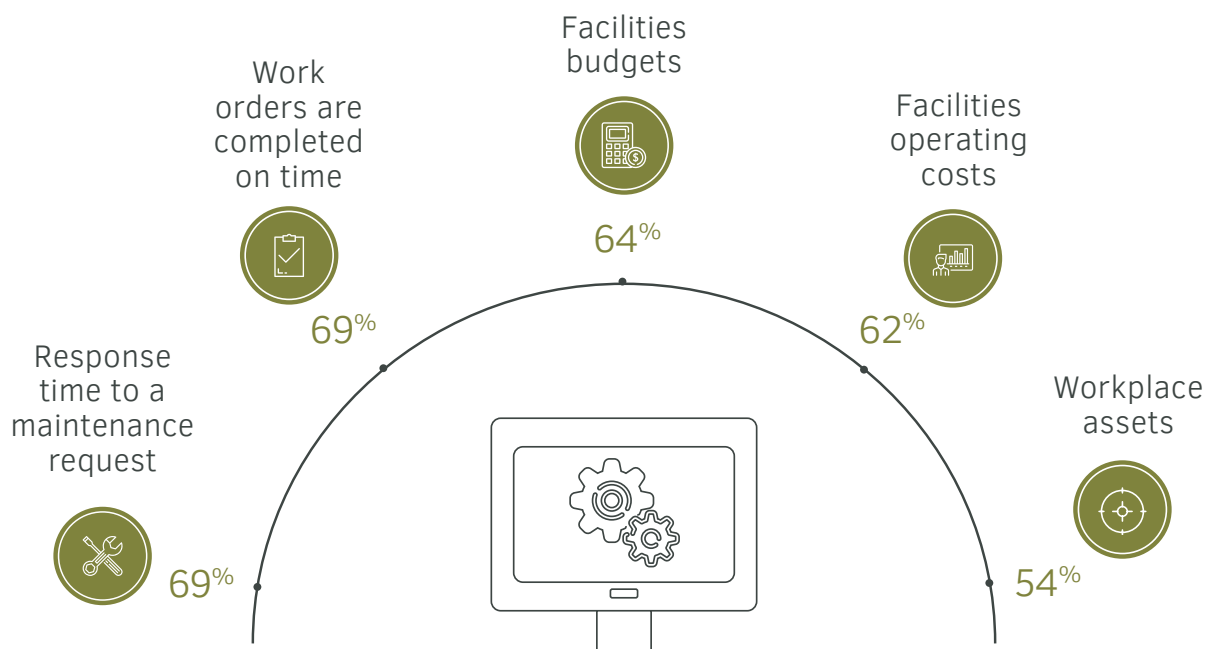 Response
time to a
maintenance
request
69%
Work
orders are
completed
on time
69%
Facilities
budgets
$
64%
Facilities
operating
costs
62%
Workplace
assets
54%